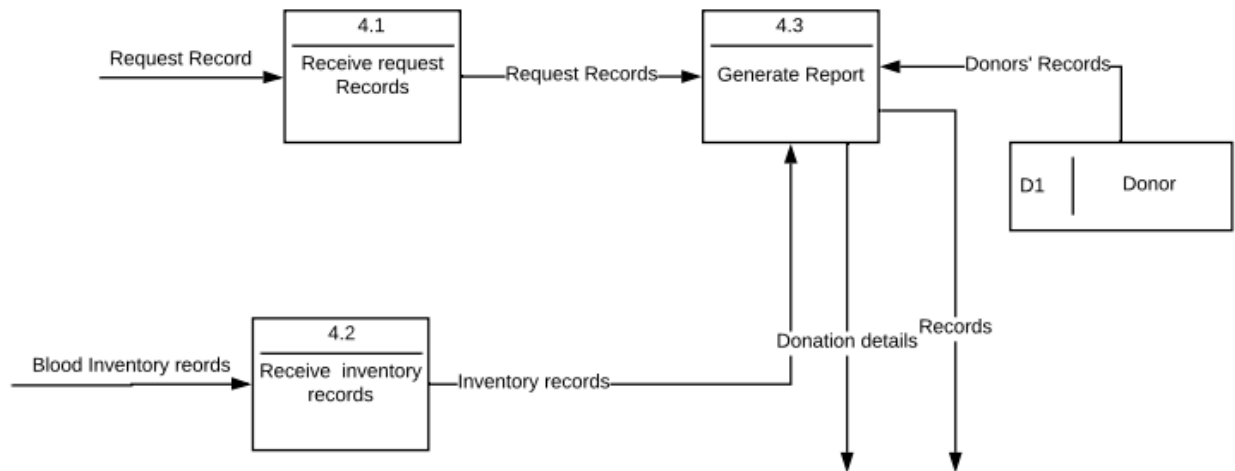 4.1
Request Record
Receive request
Records
Request Records
4.3
Generate Report
Donors' Records
D1
Donor
4.2
Blood Inventory reords
Receive inventory
records
Inventory records
Donation details
Records